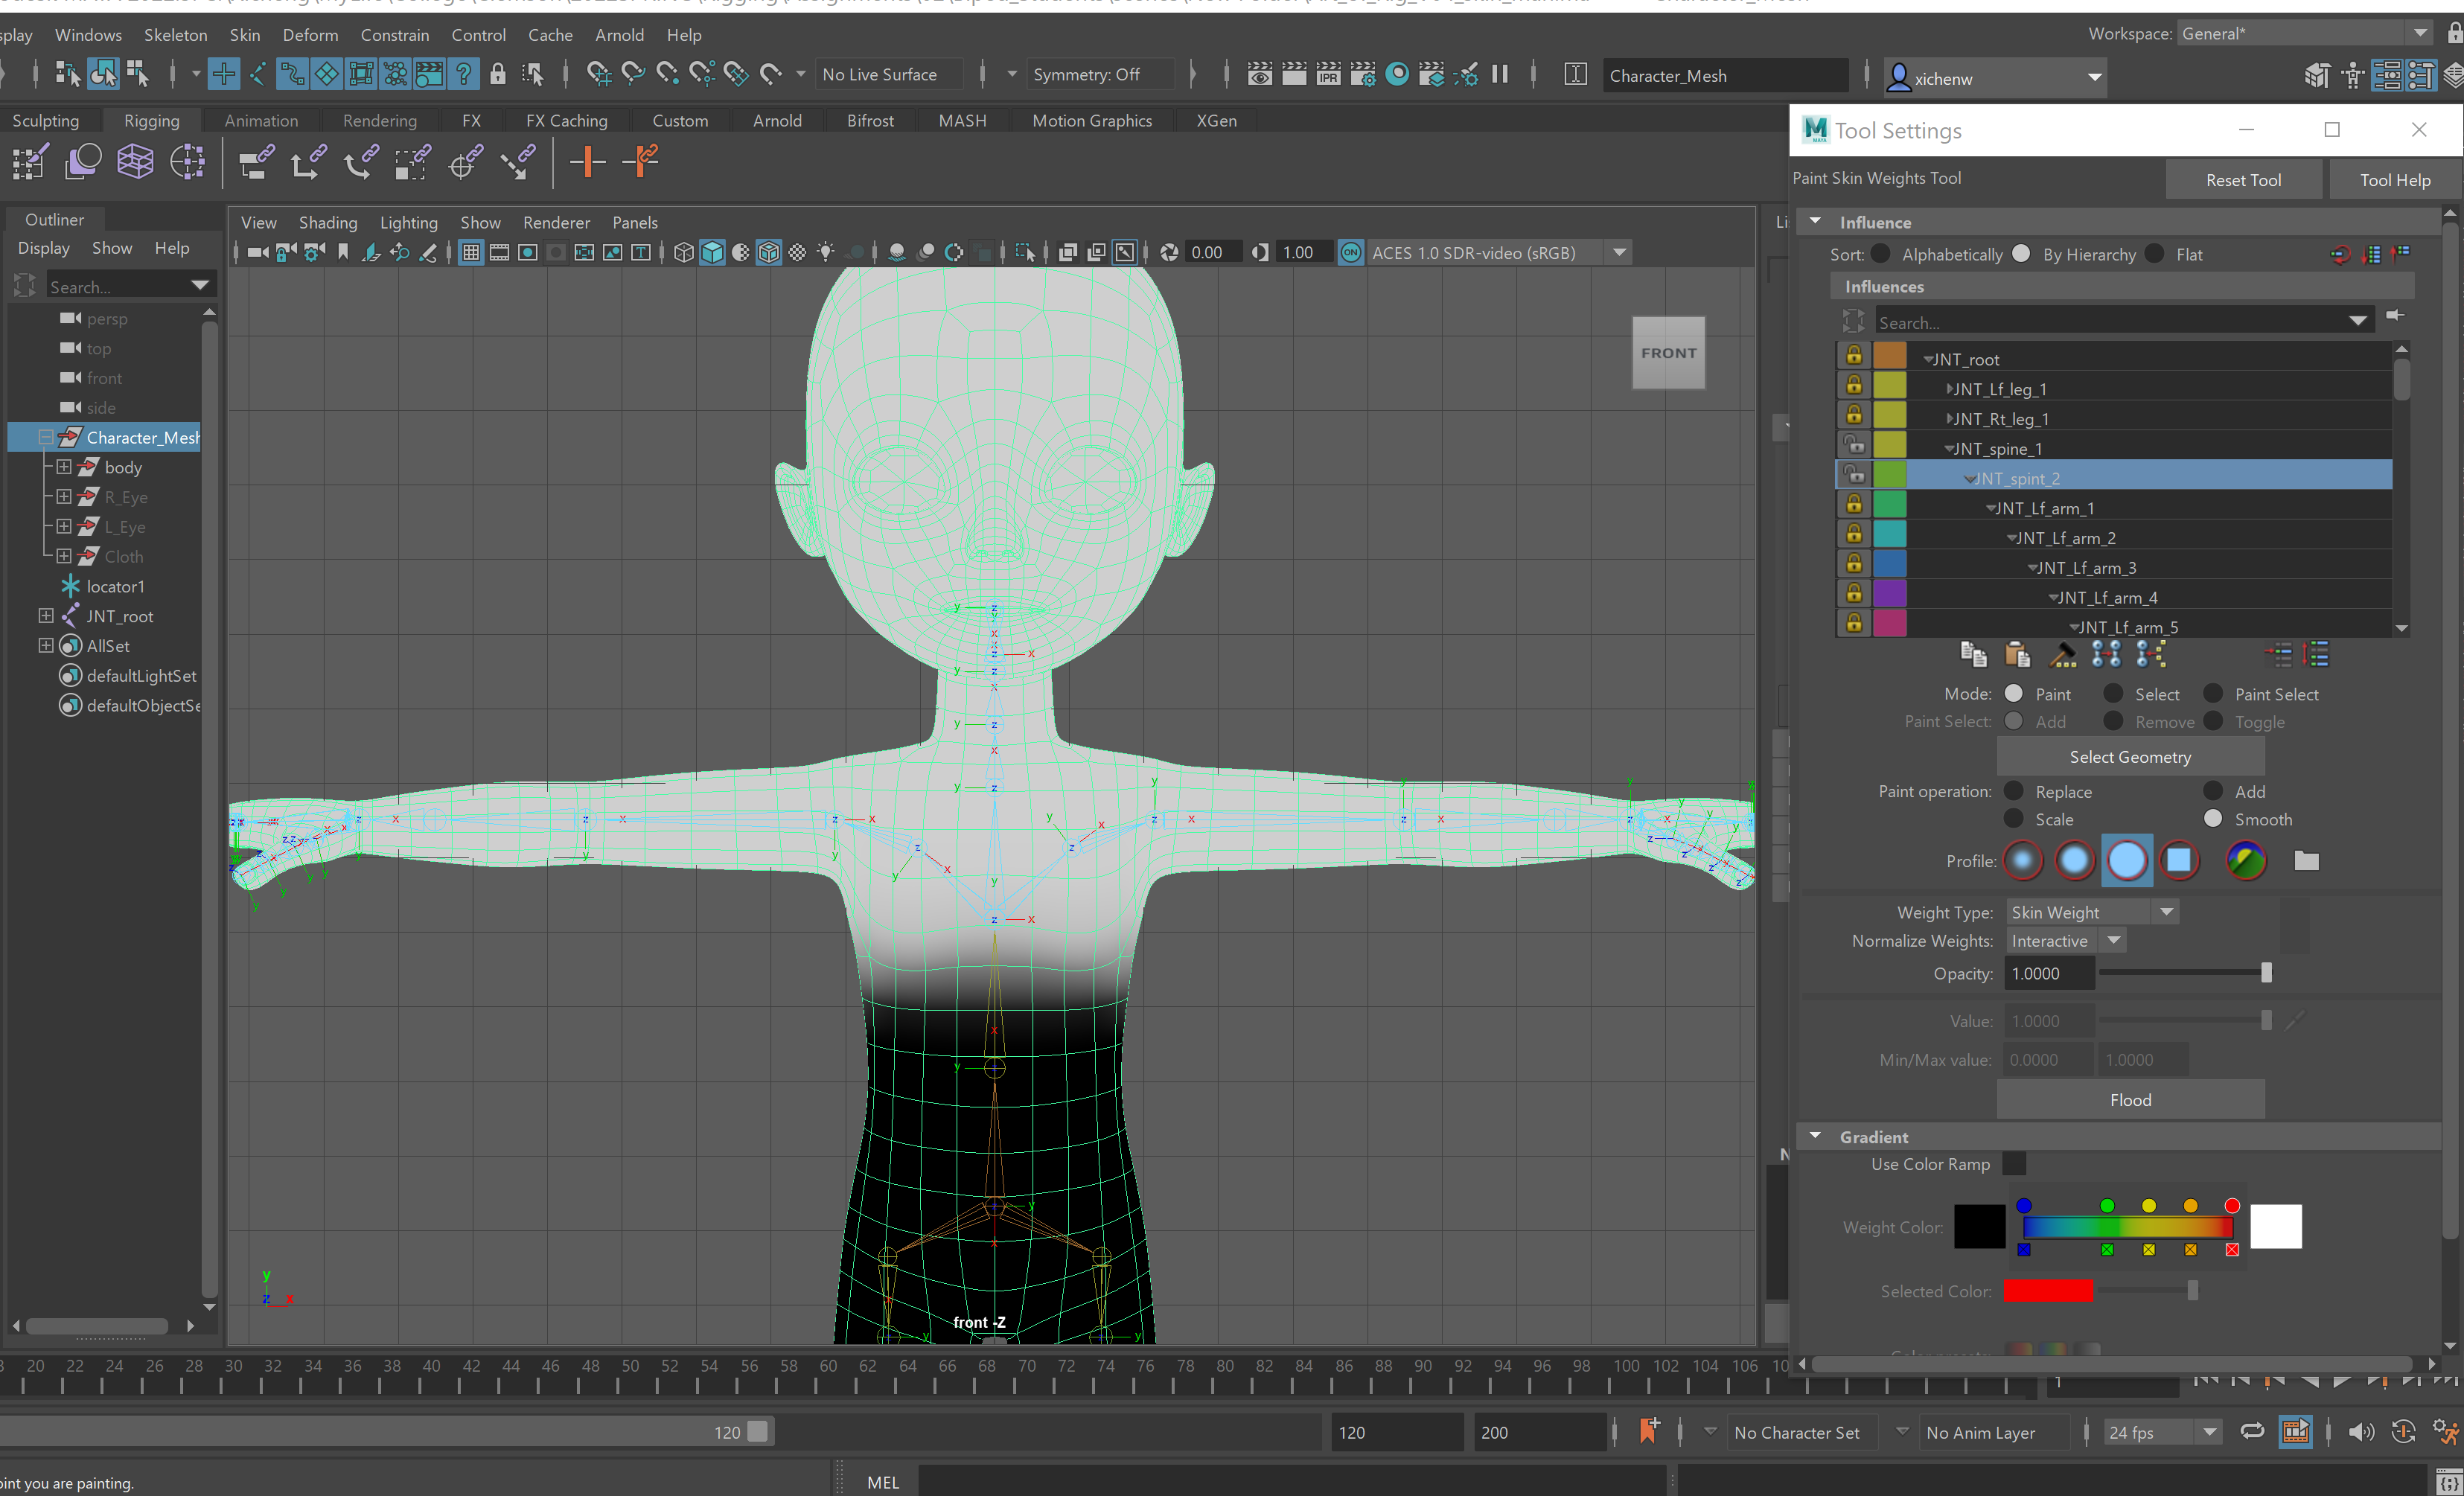 splay Windows Skeleton Skin Deform Constrain Control Cache Arnold Help
Workspace: General*
No Live Surface
Symmetry: Off
IPR
Character_Mesh
xichenw
Sculpting Rigging Animation Rendering FX FX Caching Custom Arnold Bifrost MASH Motion Graphics XGen
Outliner
Display Show Help
Search...
persp
top
front
side
Character_Mesh
body
R_Eye
L_Eye
Cloth
locator1
JNT_root
AllSet
defaultLightSet
defaultObjectSe
View Shading Lighting Show Renderer Panels
0.00
1.00
ON
ACES 1.0 SDR-video (sRGB)
FRONT
front -Z
Tool Settings
Paint Skin Weights Tool
Reset Tool
Tool Help
Influence
Sort: Alphabetically By Hierarchy Flat
Influences
Search...
JNT_root
JNT_Lf_leg_1
JNT_Rt_leg_1
JNT_spine_1
JNT_spint_2
JNT_Lf_arm_1
JNT_Lf_arm_2
JNT_Lf_arm_3
JNT_Lf_arm_4
JNT_Lf_arm_5
Mode: Paint Select Paint Select
Paint Select: Add Remove Toggle
Select Geometry
Paint operation: Replace Add
Scale Smooth
Profile:
Weight Type: Skin Weight
Normalize Weights: Interactive
Opacity: 1.0000
Value: 1.0000
Min/Max value: 0.0000 1.0000
Flood
Gradient
Use Color Ramp
Weight Color:
Selected Color:
20 22 24 26 28 30 32 34 36 38 40 42 44 46 48 50 52 54 56 58 60 62 64 66 68 70 72 74 76 78 80 82 84 86 88 90 92 94 96 98 100 102 104 106
1
120
120
200
No Character Set
No Anim Layer
24 fps
oint you are painting.
MEL